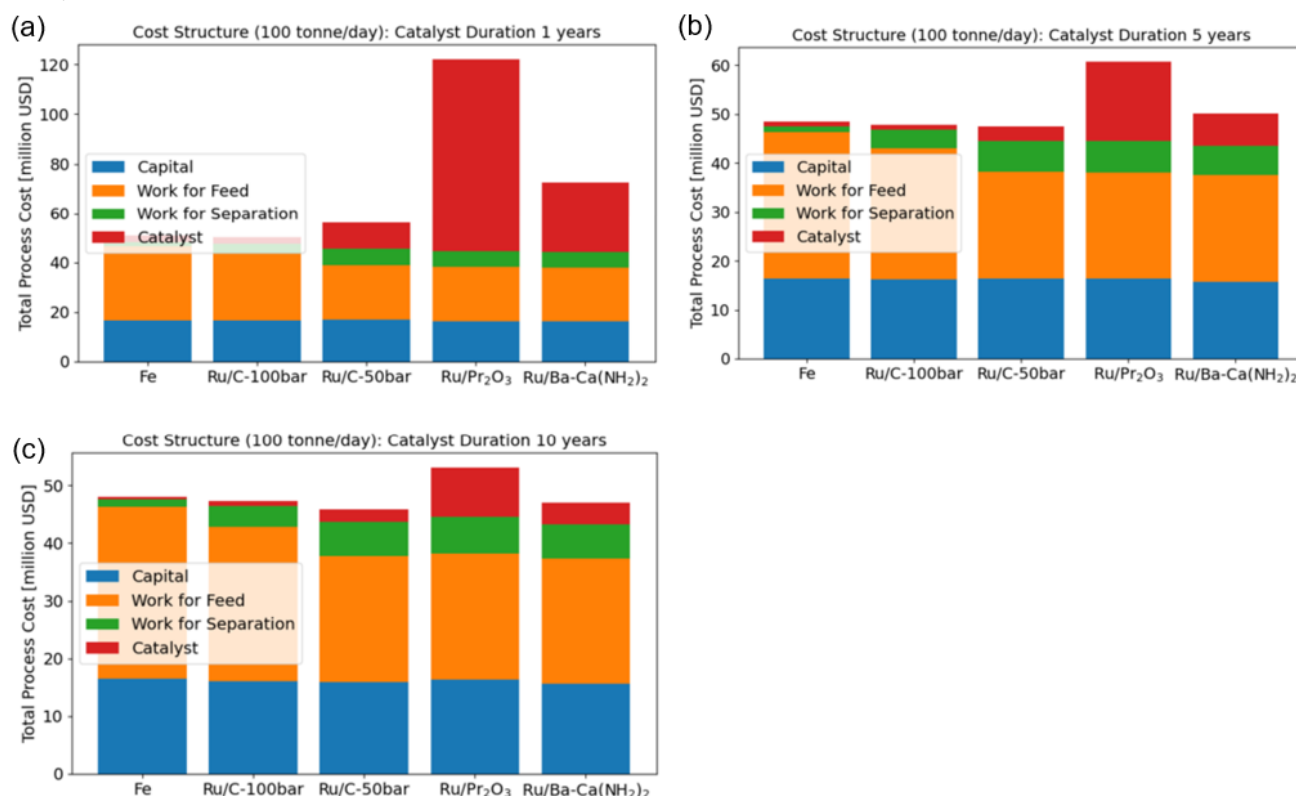 (a)
Cost Structure (100 tonne/day): Catalyst Duration 1 years
Total Process Cost [million USD]
120
100
80
60
40
20
0
Capital
Work for Feed
Work for Separation
Catalyst
Fe Ru/C-100bar Ru/C-50bar Ru/Pr₂O₃ Ru/Ba-Ca(NH₂)₂
(b)
Cost Structure (100 tonne/day): Catalyst Duration 5 years
Total Process Cost [million USD]
60
50
40
30
20
10
0
Capital
Work for Feed
Work for Separation
Catalyst
Fe Ru/C-100bar Ru/C-50bar Ru/Pr₂O₃ Ru/Ba-Ca(NH₂)₂
(c)
Cost Structure (100 tonne/day): Catalyst Duration 10 years
Total Process Cost [million USD]
50
40
30
20
10
0
Capital
Work for Feed
Work for Separation
Catalyst
Fe Ru/C-100bar Ru/C-50bar Ru/Pr₂O₃ Ru/Ba-Ca(NH₂)₂